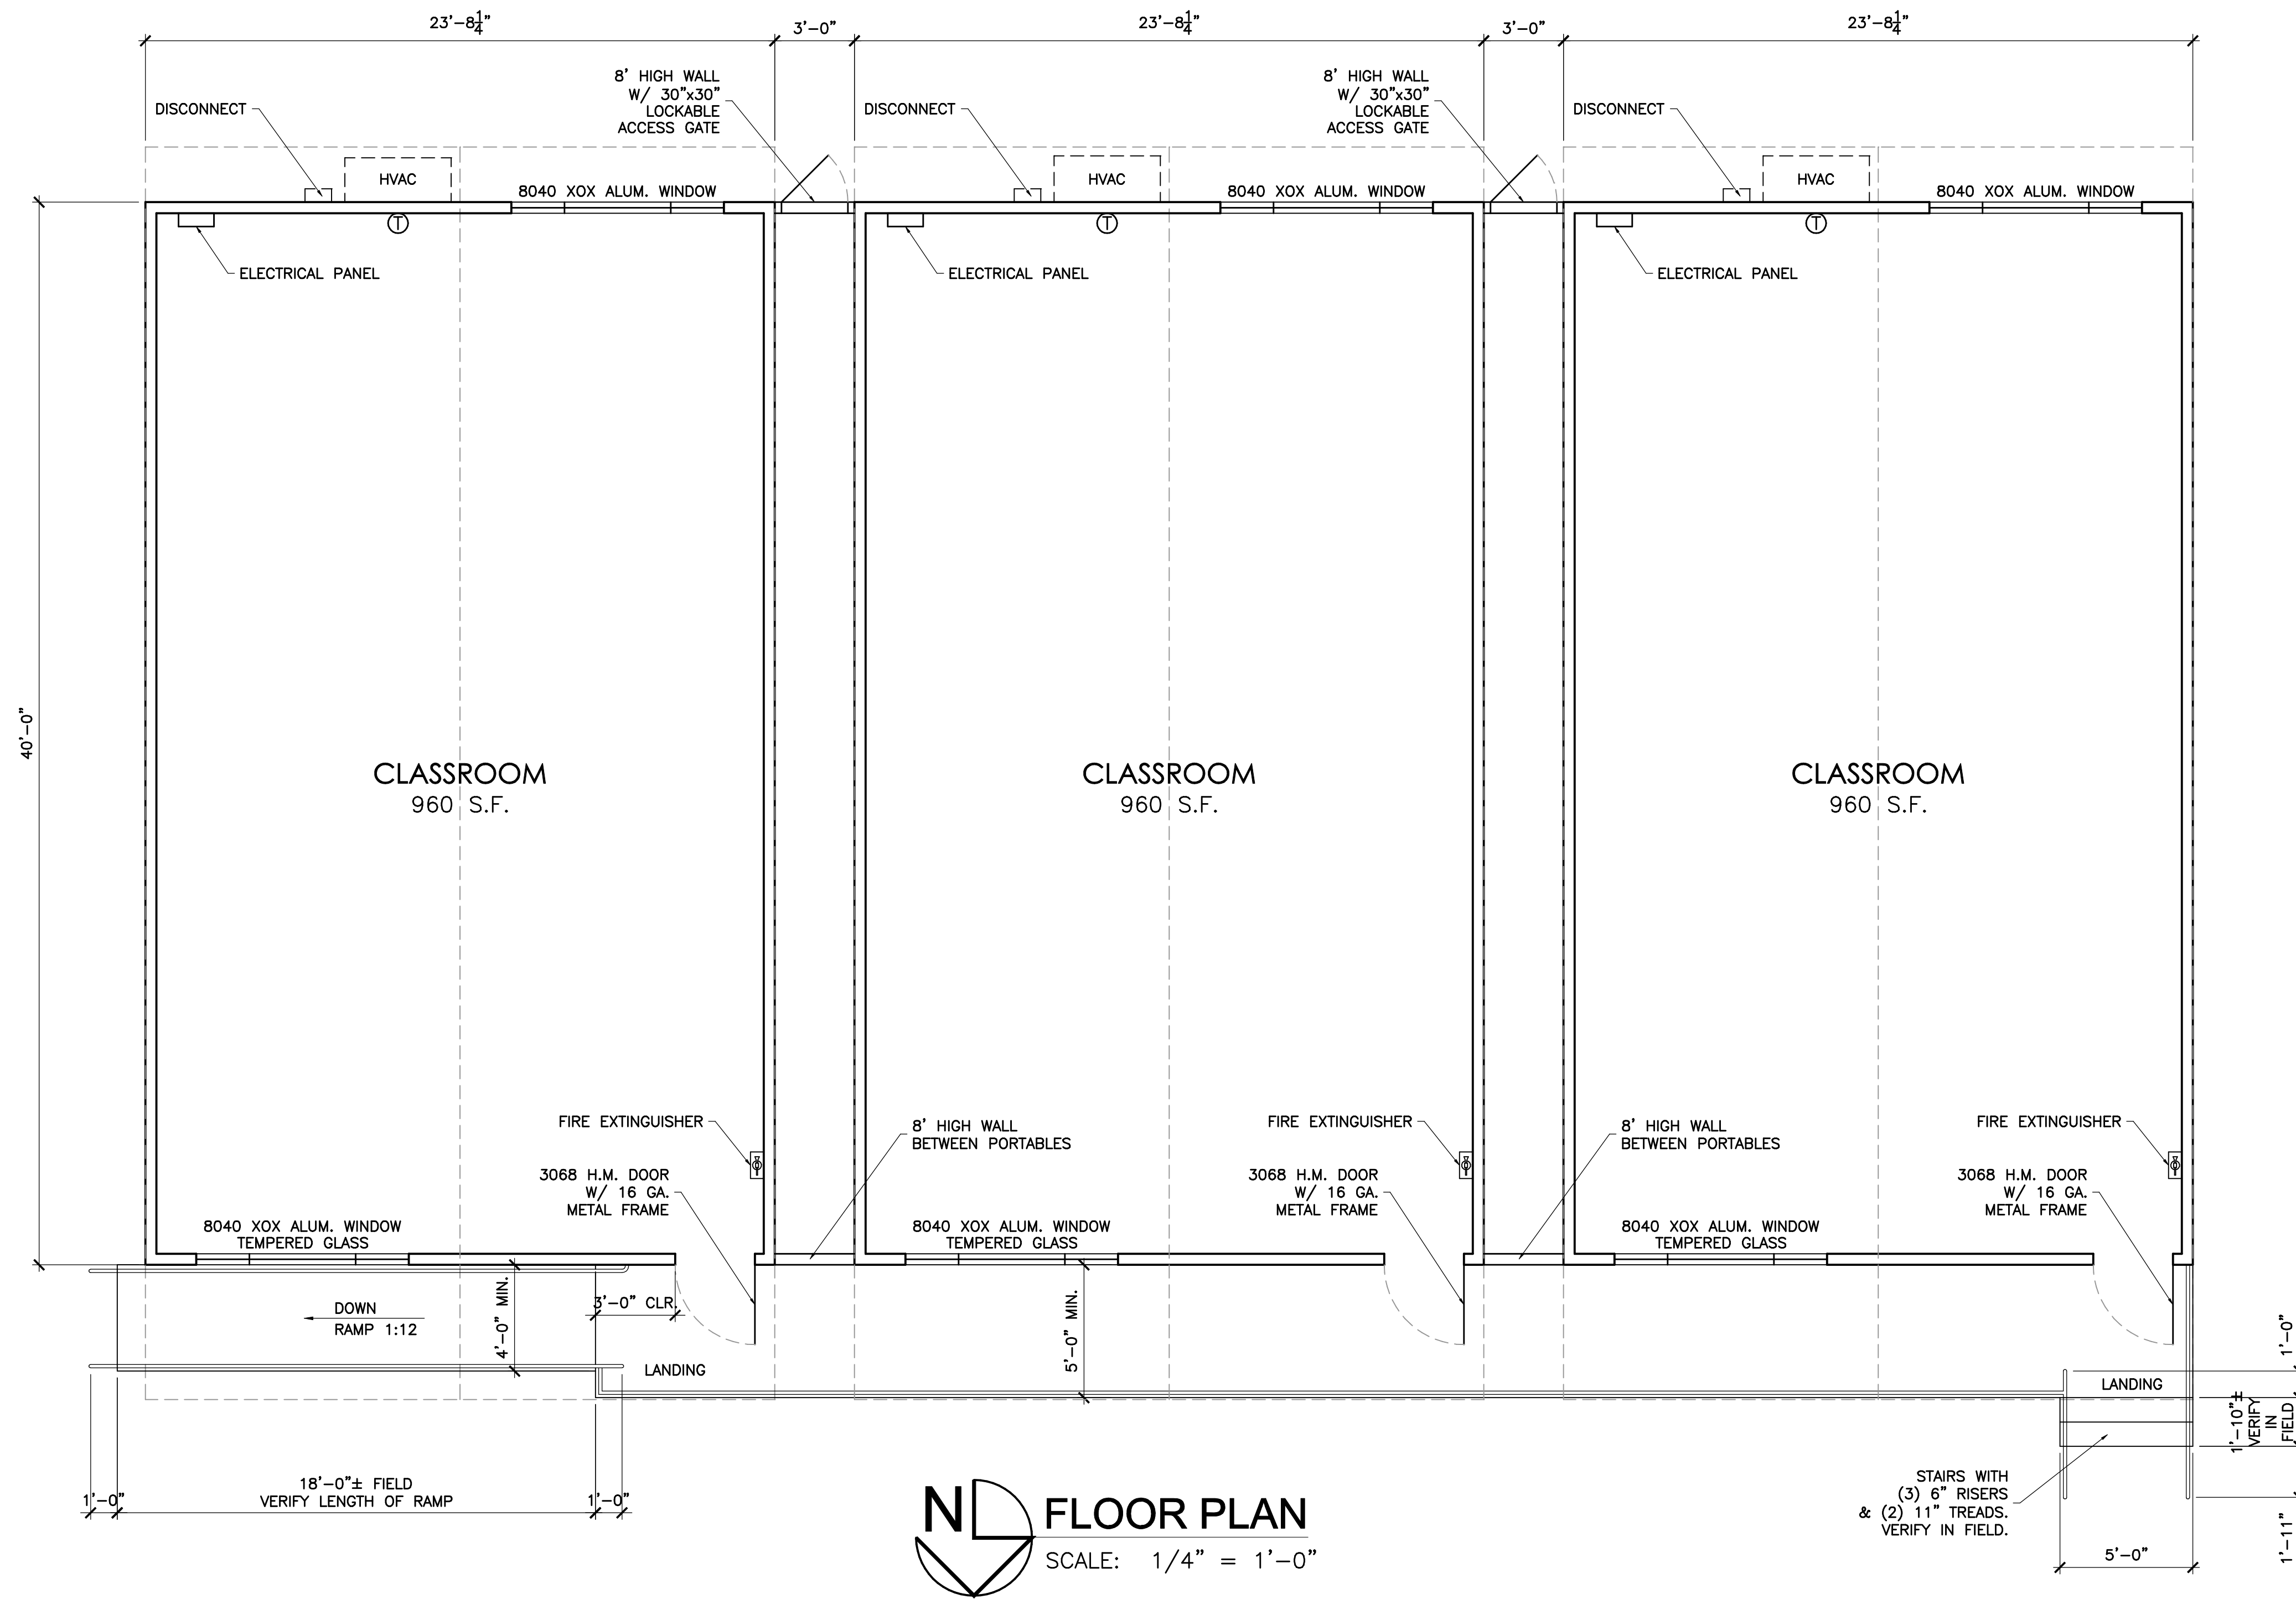 23'-8 1/4"
3'-0"
23'-8 1/4"
3'-0"
23'-8 1/4"
8' HIGH WALL
W/ 30"x30"
LOCKABLE
ACCESS GATE
8' HIGH WALL
W/ 30"x30"
LOCKABLE
ACCESS GATE
DISCONNECT
DISCONNECT
DISCONNECT
HVAC
HVAC
HVAC
8040 XOX ALUM. WINDOW
8040 XOX ALUM. WINDOW
8040 XOX ALUM. WINDOW
T
T
T
ELECTRICAL PANEL
ELECTRICAL PANEL
ELECTRICAL PANEL
40'-0"
CLASSROOM
960 S.F.
CLASSROOM
960 S.F.
CLASSROOM
960 S.F.
FIRE EXTINGUISHER
8' HIGH WALL
BETWEEN PORTABLES
FIRE EXTINGUISHER
8' HIGH WALL
BETWEEN PORTABLES
FIRE EXTINGUISHER
3068 H.M. DOOR
W/ 16 GA.
METAL FRAME
3068 H.M. DOOR
W/ 16 GA.
METAL FRAME
3068 H.M. DOOR
W/ 16 GA.
METAL FRAME
8040 XOX ALUM. WINDOW
TEMPERED GLASS
8040 XOX ALUM. WINDOW
TEMPERED GLASS
8040 XOX ALUM. WINDOW
TEMPERED GLASS
DOWN
RAMP 1:12
4'-0" MIN.
3'-0" CLR.
LANDING
5'-0" MIN.
LANDING
1'-0"
1'-10"±
VERIFY
IN
FIELD
1'-11"
1'-0"
18'-0"± FIELD
VERIFY LENGTH OF RAMP
1'-0"
STAIRS WITH
(3) 6" RISERS
& (2) 11" TREADS.
VERIFY IN FIELD.
5'-0"
N
FLOOR PLAN
SCALE: 1/4" = 1'-0"